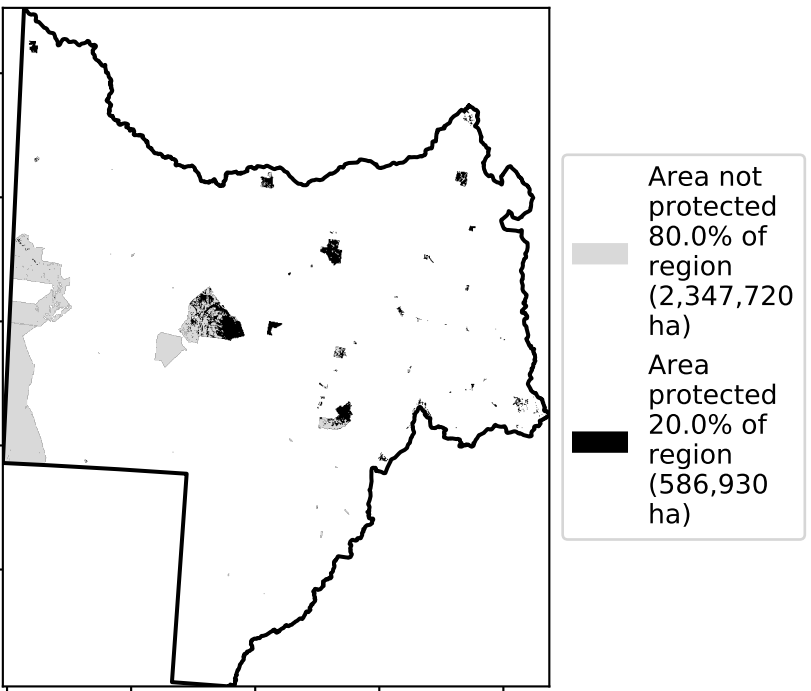 Area not
protected
80.0% of
region
(2,347,720
ha)
Area
protected
20.0% of
region
(586,930
ha)